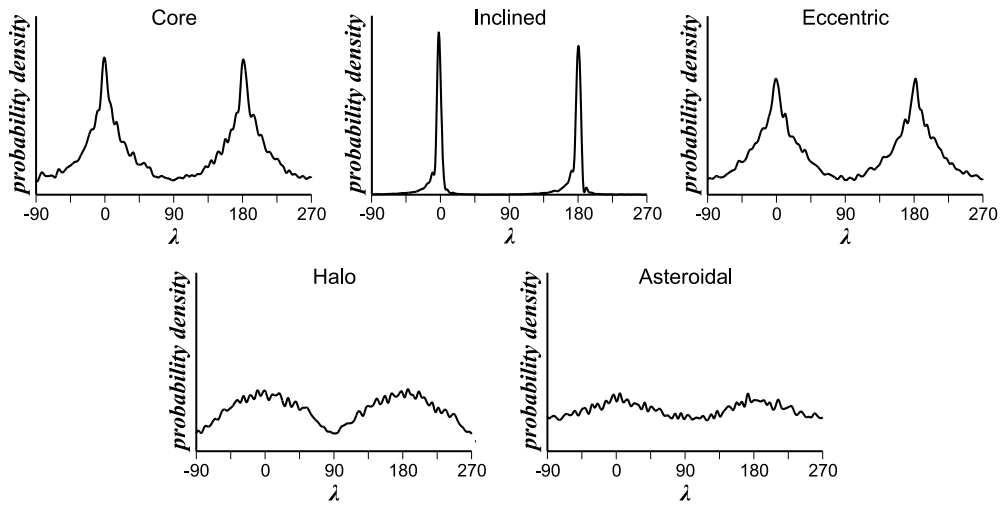 Core
probability density
-90 0 90 180 270
λ
Inclined
probability density
-90 0 90 180 270
λ
Eccentric
probability density
-90 0 90 180 270
λ
Halo
probability density
-90 0 90 180 270
λ
Asteroidal
probability density
-90 0 90 180 270
λ